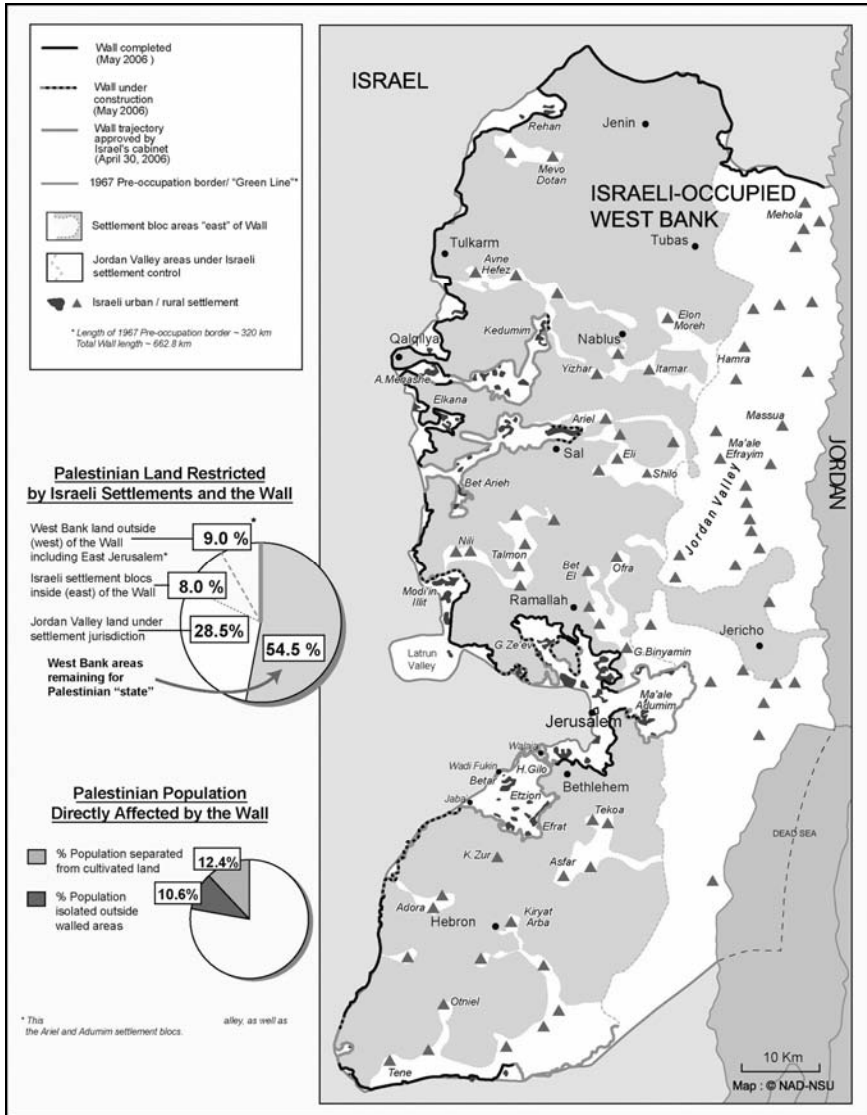 Wall completed
(May 2006 )
Wall under
construction
(May 2006)
Wall trajectory
approved by
Israel's cabinet
(April 30, 2006)
1967 Pre-occupation border/ "Green Line"*
Settlement bloc areas "east" of Wall
Jordan Valley areas under Israeli
settlement control
Israeli urban / rural settlement
* Length of 1967 Pre-occupation border ~ 320 km
Total Wall length ~ 662.8 km
Palestinian Land Restricted
by Israeli Settlements and the Wall
West Bank land outside
(west) of the Wall
including East Jerusalem*
9.0 %
*
Israeli settlement blocs
inside (east) of the Wall
8.0 %
Jordan Valley land under
settlement jurisdiction
28.5%
54.5 %
West Bank areas
remaining for
Palestinian "state"
Palestinian Population
Directly Affected by the Wall
% Population separated
from cultivated land
12.4%
% Population
isolated outside
walled areas
10.6%
* This
alley, as well as
the Ariel and Adumim settlement blocs.
ISRAEL
Rehan
Jenin
Mevo
Dotan
ISRAELI-OCCUPIED
WEST BANK
Mehola
Tulkarm
Tubas
Avne
Hefez
Kedumim
Elon
Moreh
Qalqilya
Nablus
Hamra
A.Menashe
Yizhar
Itamar
Elkana
Ariel
Massua
Sal
Eli
Ma'ale
Efrayim
Shilo
Bet Arieh
Jordan Valley
JORDAN
Nili
Talmon
Bet
El
Ofra
Modi'in
Illit
Ramallah
Jericho
G.Ze'ev
G.Binyamin
Latrun
Valley
Ma'ale
Adumim
Jerusalem
Walaja
Wadi Fukin
H.Gilo
Betar
Bethlehem
Jaba'
Etzion
Efrat
Tekoa
DEAD SEA
K.Zur
Asfar
Adora
Kiryat
Arba
Hebron
Otniel
Tene
10 Km
Map : © NAD-NSU